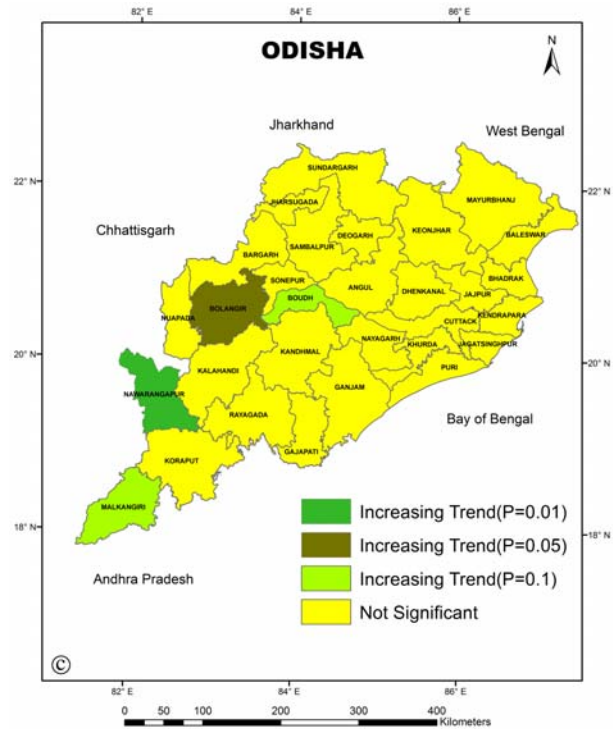 82° E 84° E 86° E
ODISHA
N
Jharkhand
West Bengal
22° N
22° N
SUNDARGARH
MAYURBHANJ
JHARSUGADA
KEONJHAR
DEOGARH
BALESWAR
Chhattisgarh
SAMBALPUR
BARGARH
BHADRAK
SONEPUR
ANGUL
DHENKANAL
JAJPUR
BOUDH
NUAPADA
BOLANGIR
KENDRAPARA
CUTTACK
20° N
NAYAGARH
KHURDA
JAGATSINGHPUR
20° N
KANDHMAL
PURI
KALAHANDI
NAWARANGAPUR
GANJAM
RAYAGADA
Bay of Bengal
GAJAPATI
KORAPUT
MALKANGIRI
18° N
18° N
Increasing Trend(P=0.01)
Increasing Trend(P=0.05)
Increasing Trend(P=0.1)
Not Significant
Andhra Pradesh
©
82° E 84° E 86° E
0 50 100 200 300 400
Kilometers